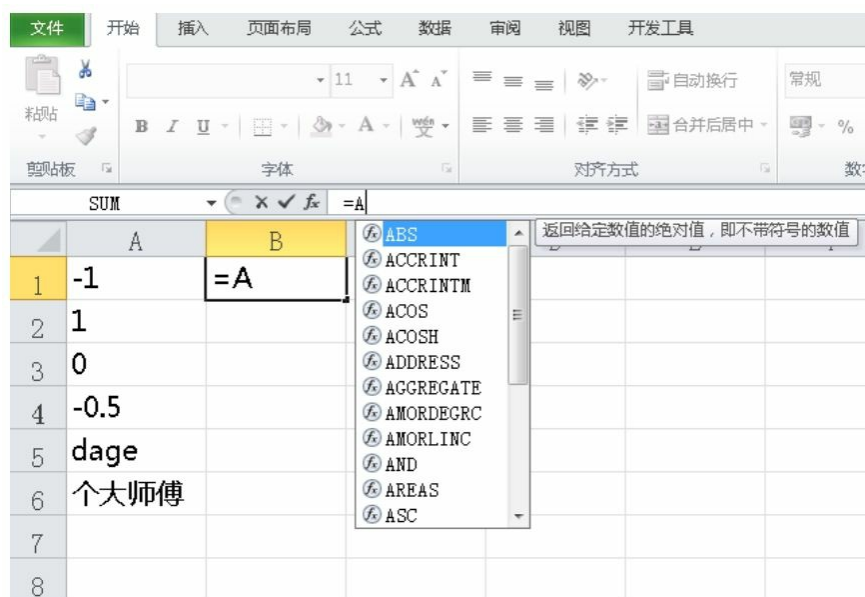 文件 开始 插入 页面布局 公式 数据 审阅 视图 开发工具
11 A A 自动换行 常规
粘贴
B I U A wén 变 合并后居中 %
剪贴板 字体 对齐方式 数
SUM fx =A
ABS 返回给定数值的绝对值，即不带符号的数值
A B
ACCRINT
1 -1 =A ACCRINTM
ACOS
2 1 ACOSH
ADDRESS
3 0 AGGREGATE
4 -0.5 AMORDEGRC
AMORLINC
5 dage AND
AREAS
6 个大师傅 ASC
7
8